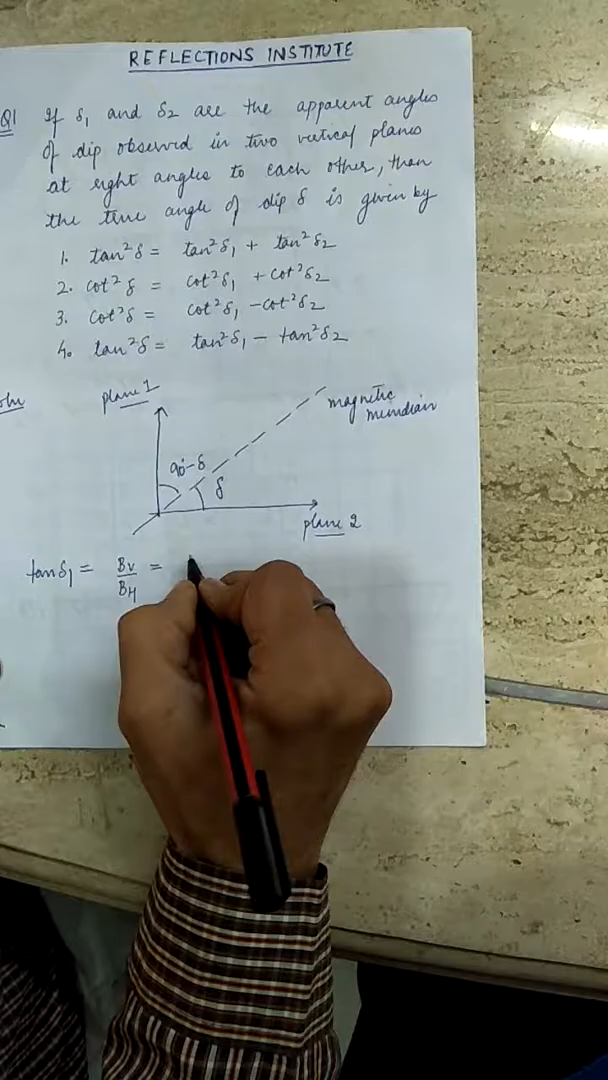 REFLECTIONS INSTITUTE
Q1 If δ₁ and δ₂ are the apparent angles
of dip observed in two vertical planes
at right angles to each other, then
the true angle of dip δ is given by
1. tan²δ = tan²δ₁ + tan²δ₂
2. cot²δ = cot²δ₁ + cot²δ₂
3. cot²δ = cot²δ₁ - cot²δ₂
4. tan²δ = tan²δ₁ - tan²δ₂
plane 1
magnetic
meridian
90°-δ
δ
plane 2
tanδ₁ = Bv/BH =